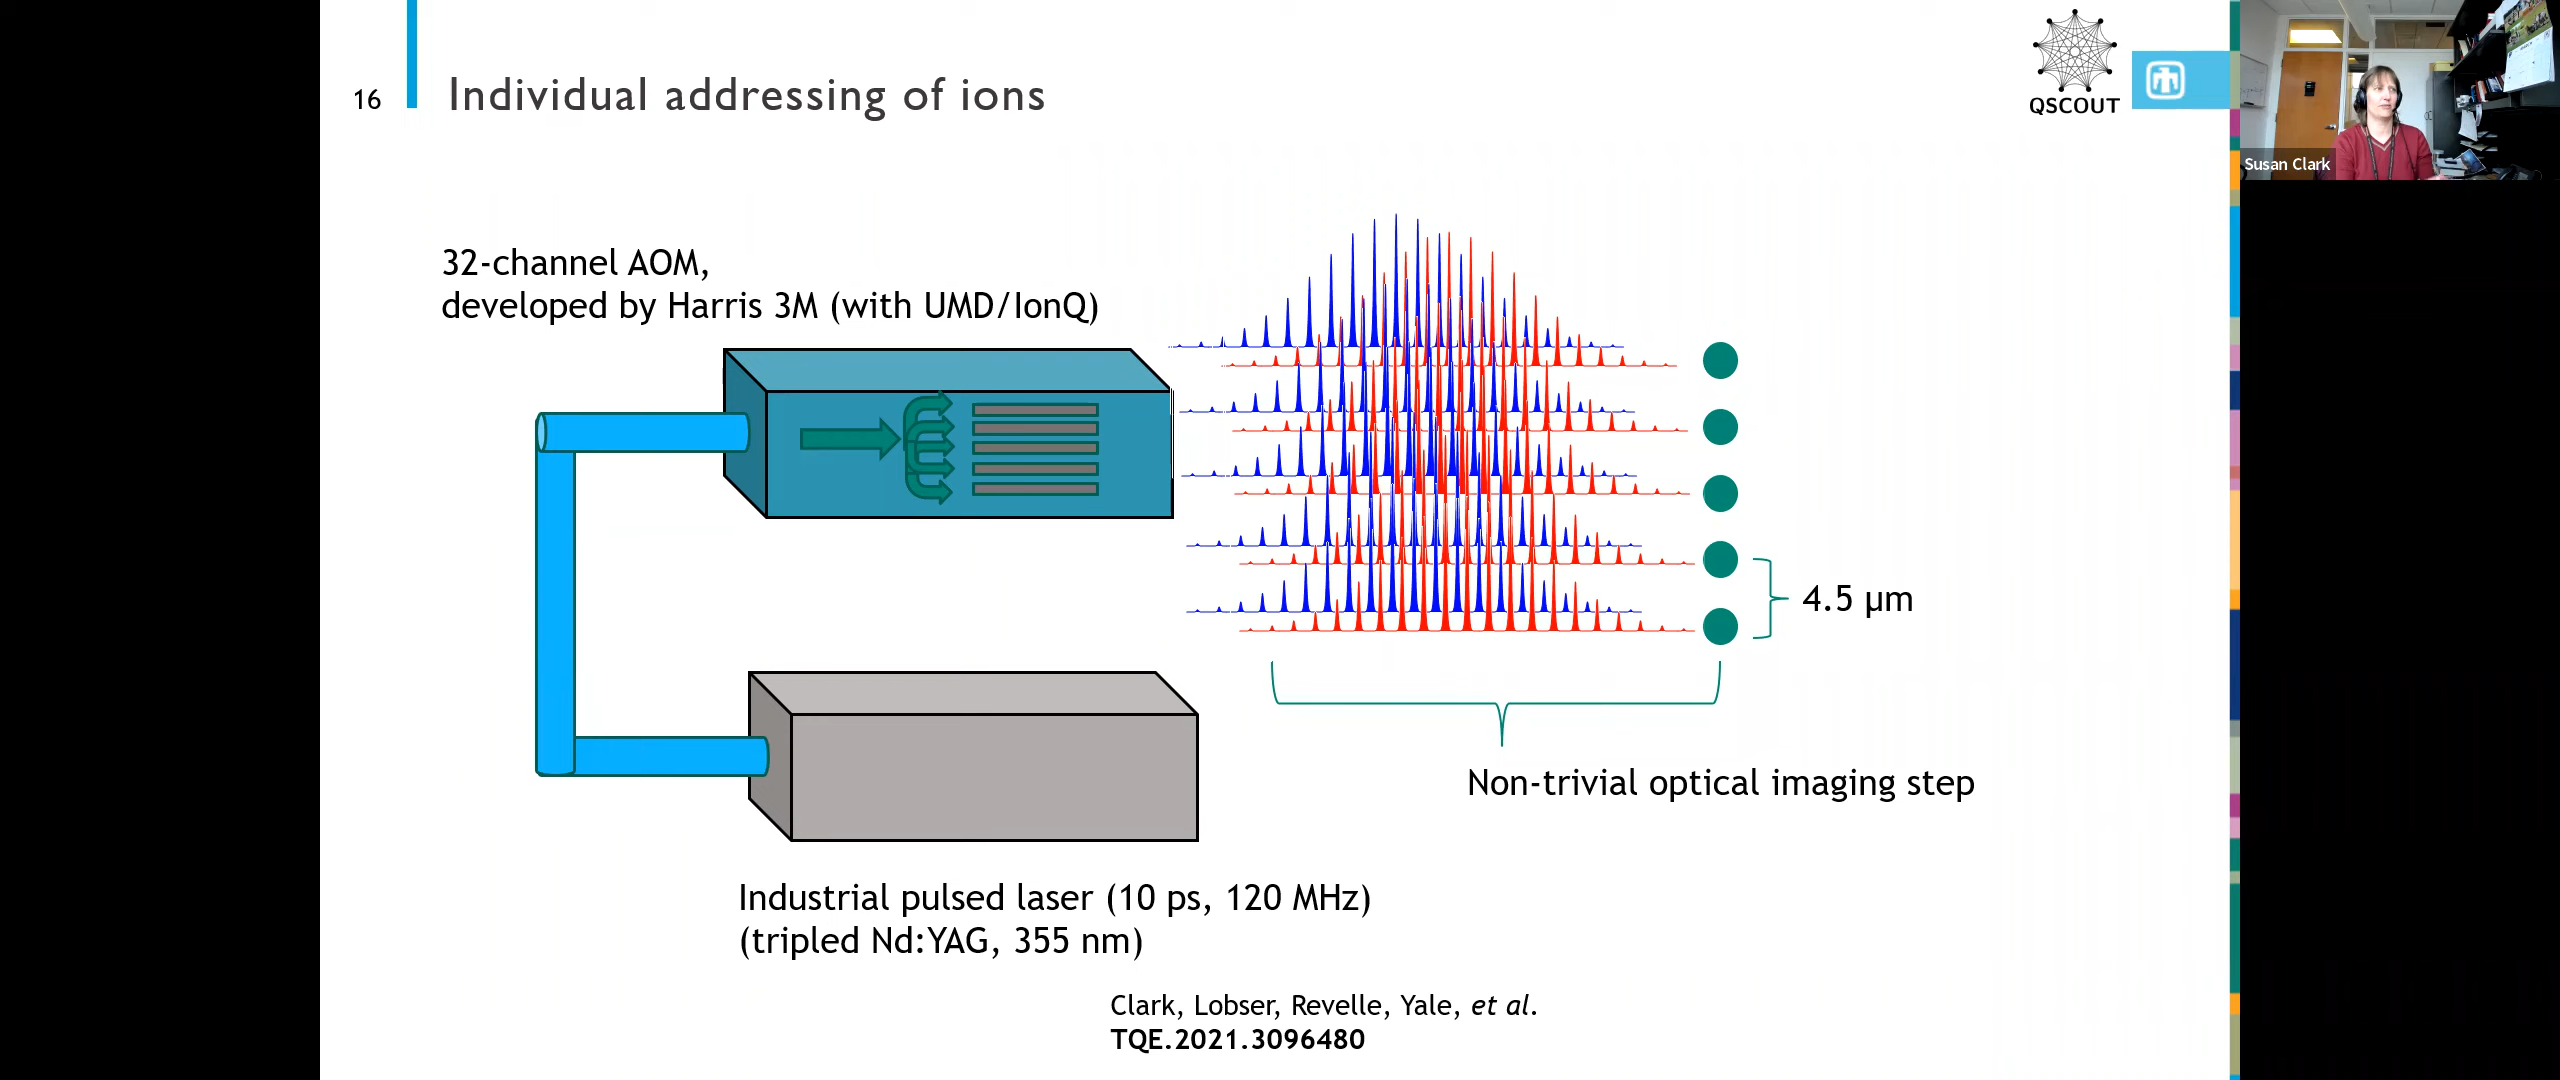 16
Individual addressing of ions
QSCOUT
Susan Clark
32-channel AOM,
developed by Harris 3M (with UMD/IonQ)
4.5 µm
Non-trivial optical imaging step
Industrial pulsed laser (10 ps, 120 MHz)
(tripled Nd:YAG, 355 nm)
Clark, Lobser, Revelle, Yale, et al.
TQE.2021.3096480